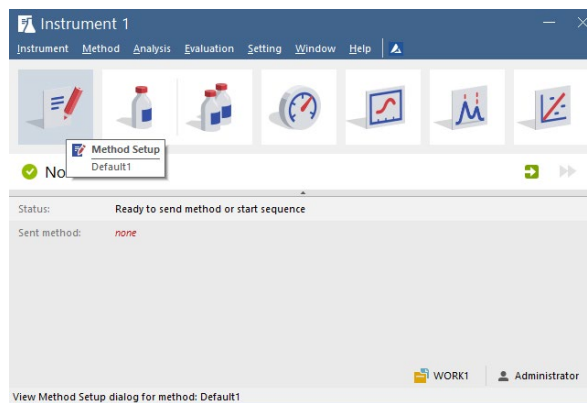 Instrument 1
Instrument Method Analysis Evaluation Setting Window Help
Method Setup
Default1
No
Status: Ready to send method or start sequence
Sent method: none
WORK1 Administrator
View Method Setup dialog for method: Default1